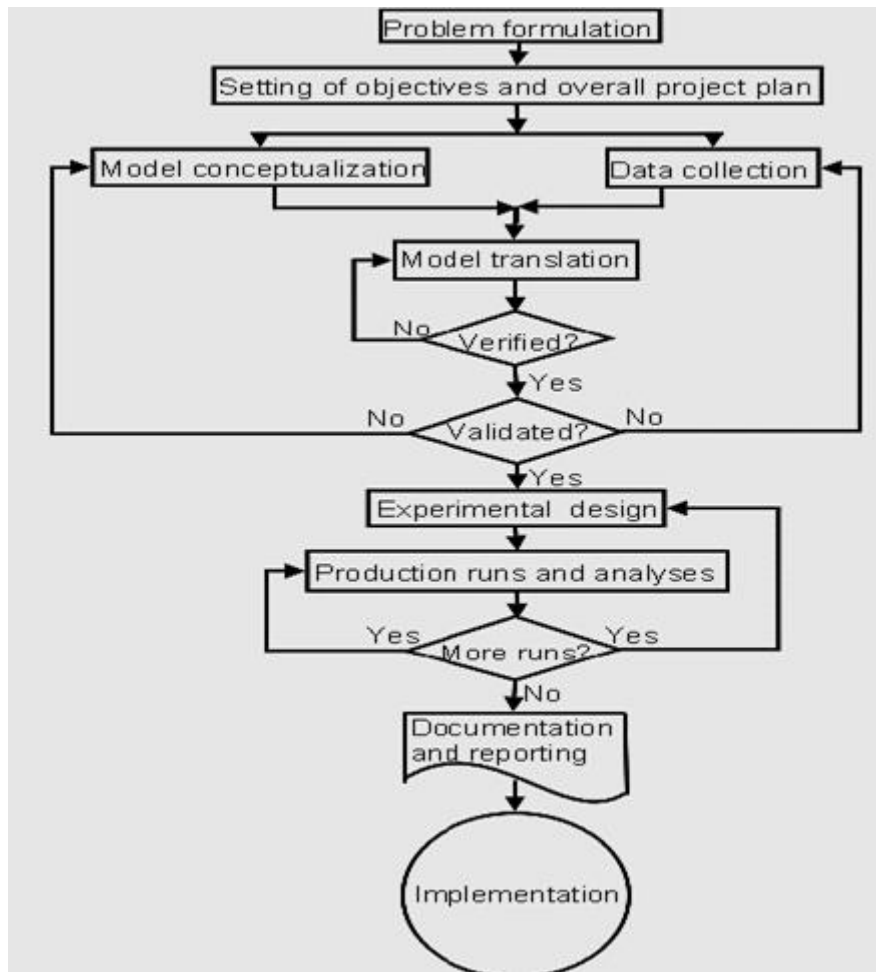 Problem formulation
Setting of objectives and overall project plan
Model conceptualization
Data collection
Model translation
No
Verified?
Yes
No
Validated?
No
Yes
Experimental design
Production runs and analyses
Yes
More runs?
Yes
No
Documentation
and reporting
Implementation